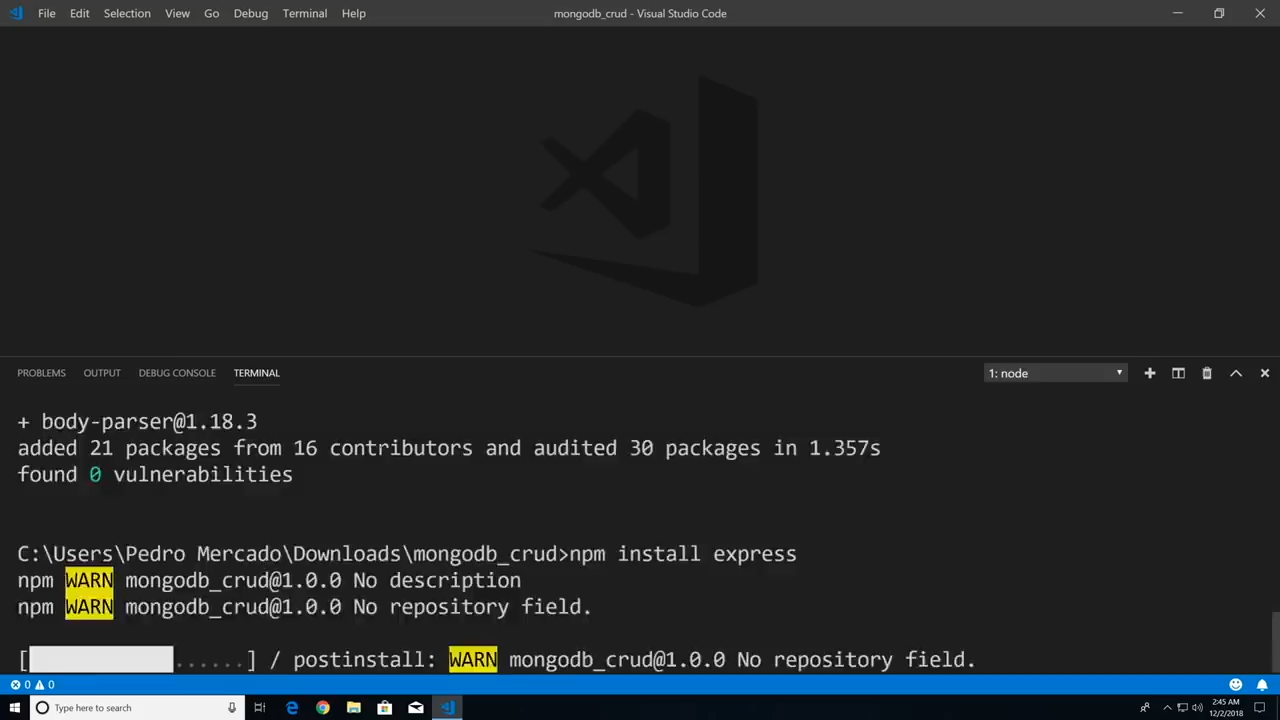 File Edit Selection View Go Debug Terminal Help mongodb_crud - Visual Studio Code
PROBLEMS OUTPUT DEBUG CONSOLE TERMINAL 1: node
+ body-parser@1.18.3
added 21 packages from 16 contributors and audited 30 packages in 1.357s
found 0 vulnerabilities
C:\Users\Pedro Mercado\Downloads\mongodb_crud>npm install express
npm WARN mongodb_crud@1.0.0 No description
npm WARN mongodb_crud@1.0.0 No repository field.
[ ......] / postinstall: WARN mongodb_crud@1.0.0 No repository field.
0 0
Type here to search 2:45 AM
12/2/2018